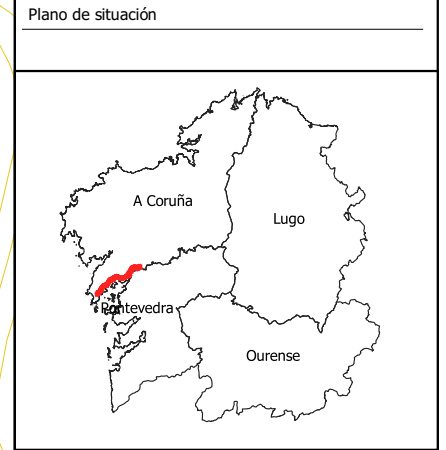 Plano de situación
A Coruña
Lugo
Pontevedra
Ourense